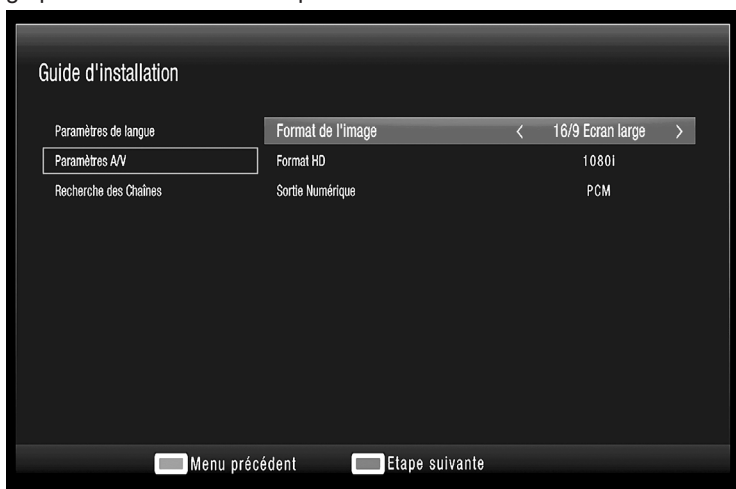 Guide d'installation
Paramètres de langue
Format de l'image < 16/9 Ecran large >
Paramètres A/V
Format HD 1080i
Recherche des Chaînes
Sortie Numérique PCM
Menu précédent Etape suivante